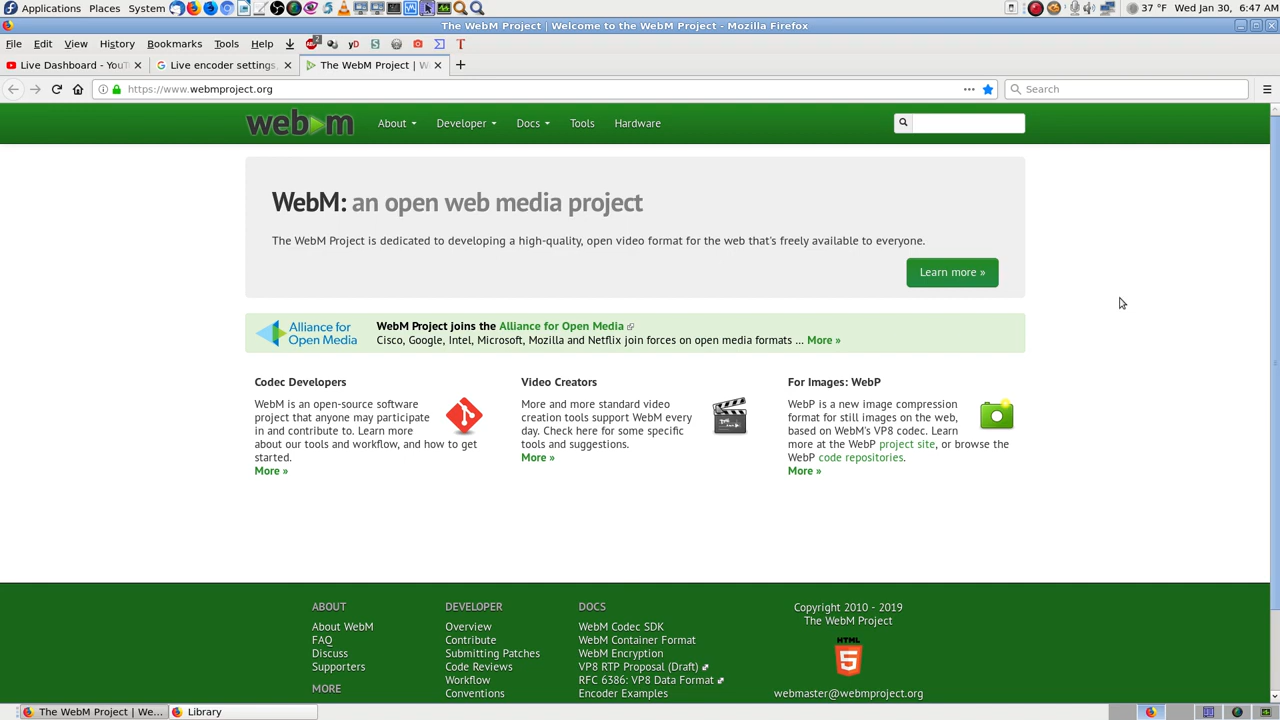 Applications Places System 37 °F Wed Jan 30, 6:47 AM
The WebM Project | Welcome to the WebM Project - Mozilla Firefox
File Edit View History Bookmarks Tools Help 2 yD S T
Live Dashboard - YouT Live encoder settings, The WebM Project | W
https://www.webmproject.org Search
webm About Developer Docs Tools Hardware
WebM: an open web media project
The WebM Project is dedicated to developing a high-quality, open video format for the web that's freely available to everyone.
Learn more »
Alliance for
Open Media
WebM Project joins the Alliance for Open Media
Cisco, Google, Intel, Microsoft, Mozilla and Netflix join forces on open media formats ... More »
Codec Developers
WebM is an open-source software
project that anyone may participate
in and contribute to. Learn more
about our tools and workflow, and how to get
started.
More »
Video Creators
More and more standard video
creation tools support WebM every
day. Check here for some specific
tools and suggestions.
More »
For Images: WebP
WebP is a new image compression
format for still images on the web,
based on WebM's VP8 codec. Learn
more at the WebP project site, or browse the
WebP code repositories.
More »
ABOUT
About WebM
FAQ
Discuss
Supporters
MORE
DEVELOPER
Overview
Contribute
Submitting Patches
Code Reviews
Workflow
Conventions
DOCS
WebM Codec SDK
WebM Container Format
WebM Encryption
VP8 RTP Proposal (Draft)
RFC 6386: VP8 Data Format
Encoder Examples
Copyright 2010 - 2019
The WebM Project
HTML
5
webmaster@webmproject.org
The WebM Project | We... Library